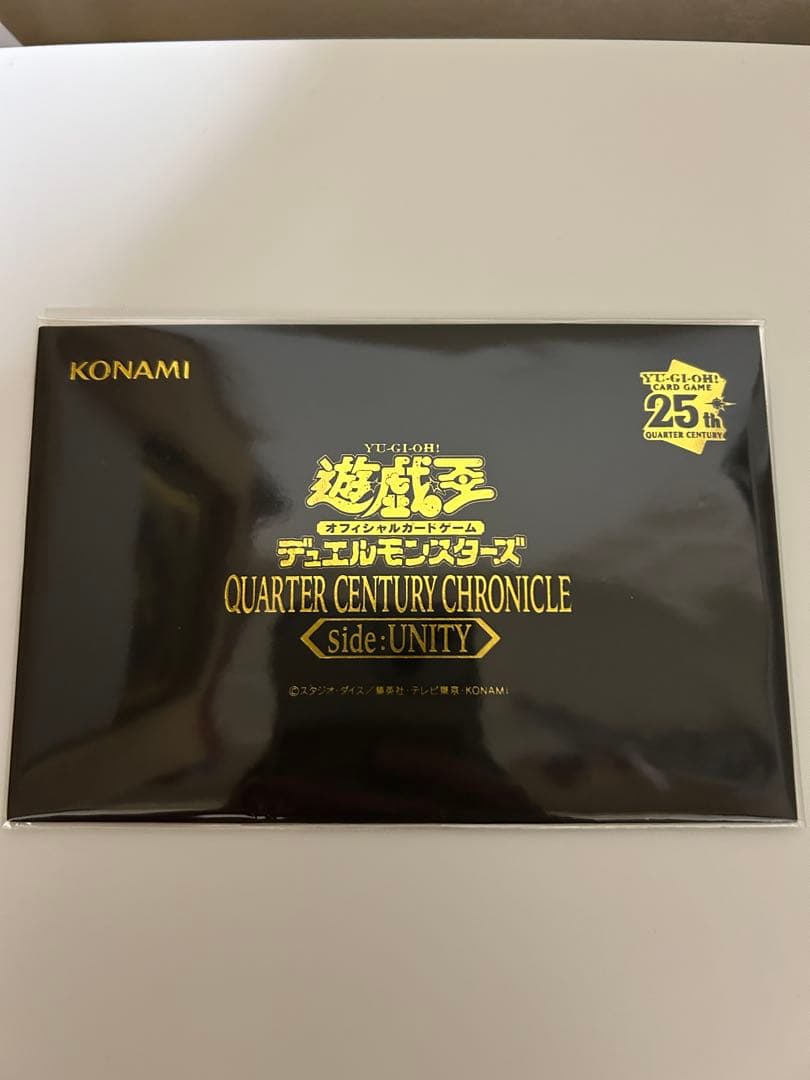 KONAMI
YU-GI-OH!
CARD GAME
25th
QUARTER CENTURY
YU-GI-OH!
遊戯王
オフィシャルカードゲーム
デュエルモンスターズ
QUARTER CENTURY CHRONICLE
side:UNITY
©スタジオ・ダイス/集英社・テレビ東京・KONAMI